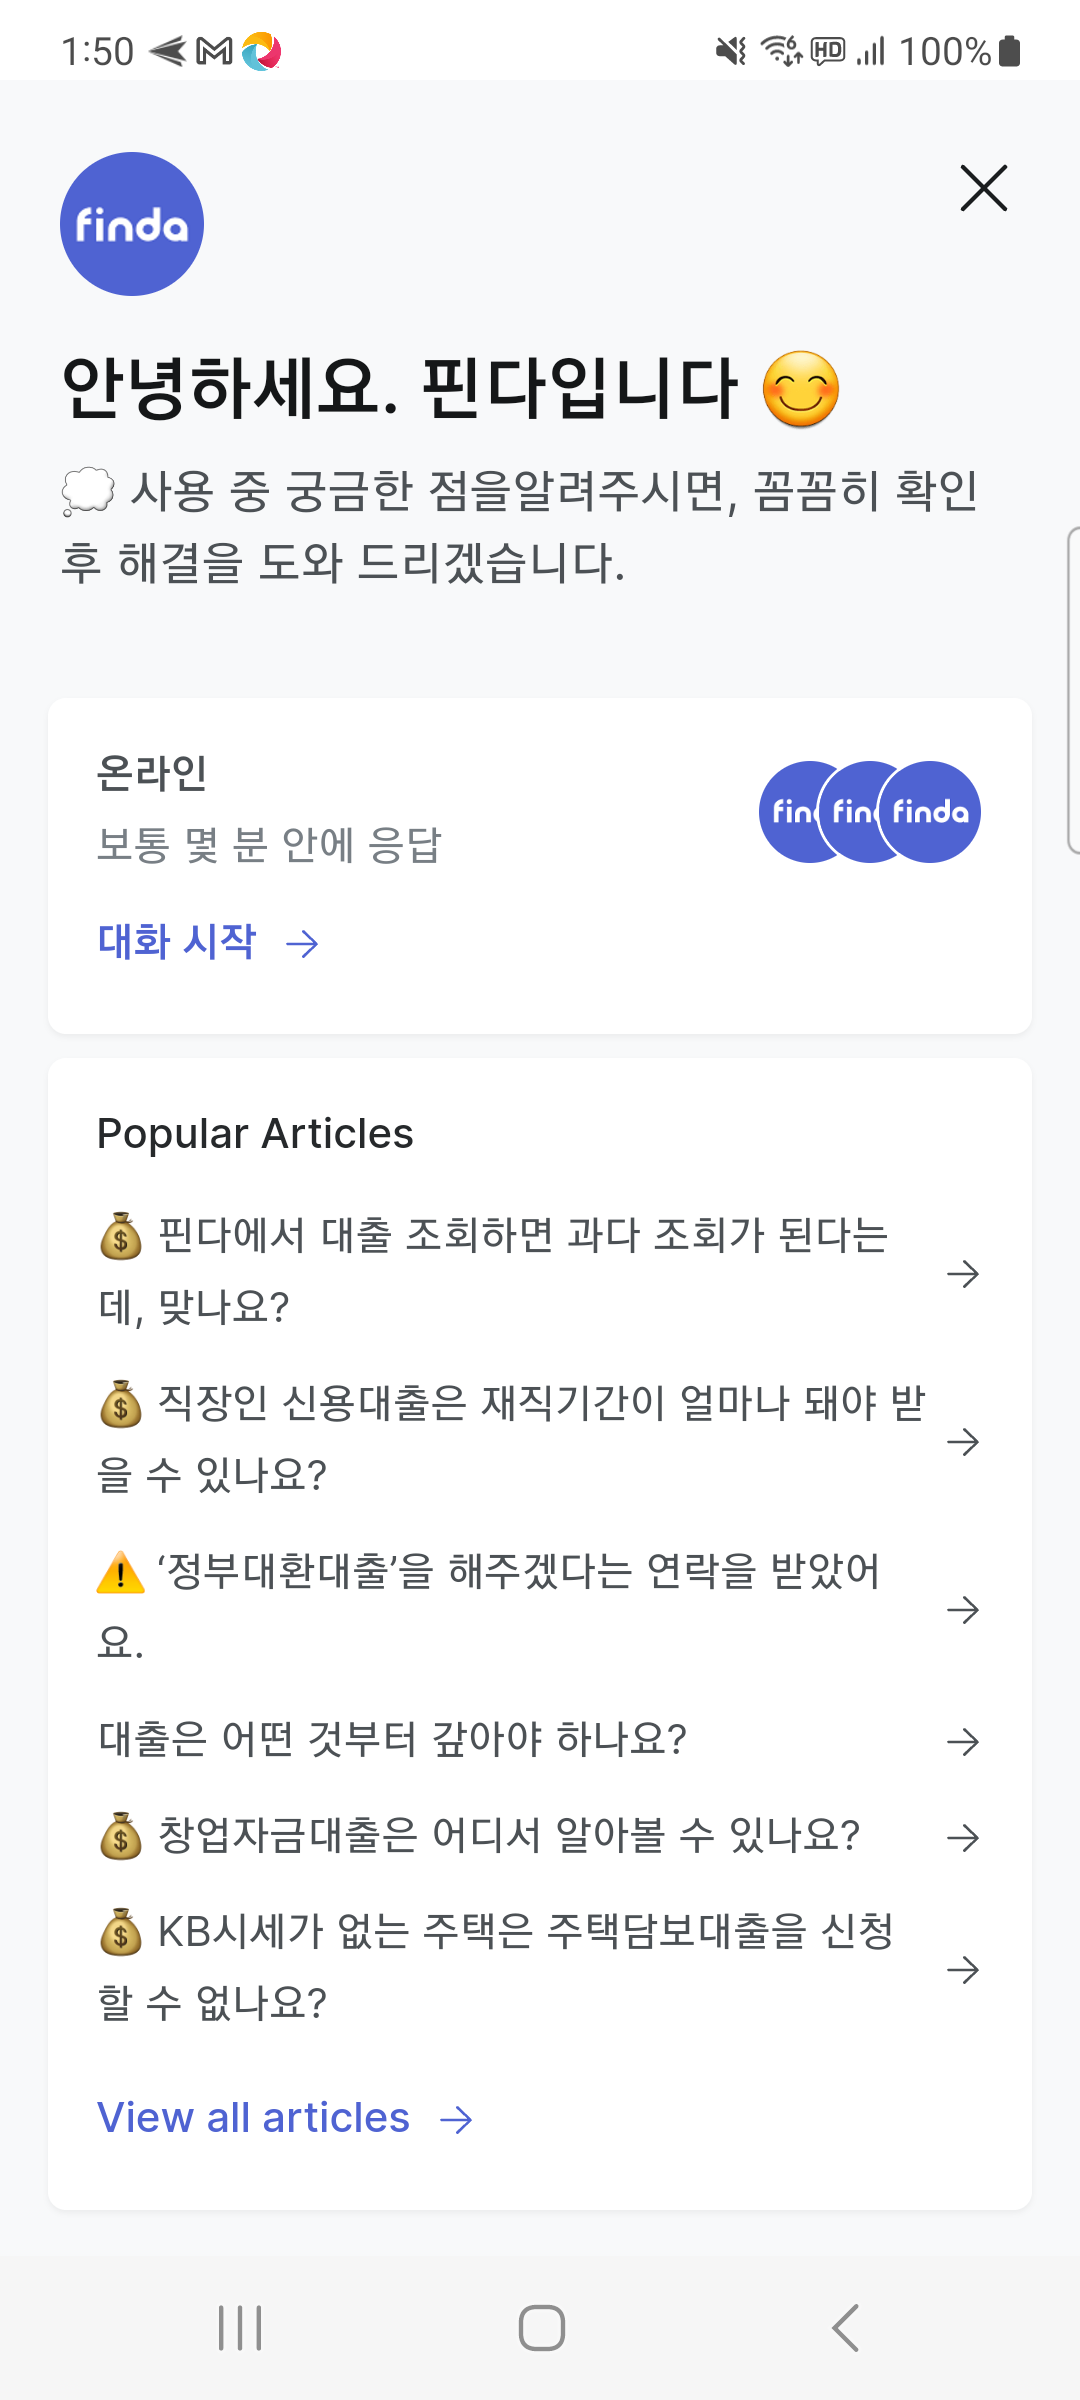 1:50
HD
100%
finda
안녕하세요. 핀다입니다 😊
💭 사용 중 궁금한 점을알려주시면, 꼼꼼히 확인
후 해결을 도와 드리겠습니다.
온라인
보통 몇 분 안에 응답
fin fin finda
대화 시작 →
Popular Articles
💰 핀다에서 대출 조회하면 과다 조회가 된다는
데, 맞나요?
💰 직장인 신용대출은 재직기간이 얼마나 돼야 받
을 수 있나요?
⚠️ ‘정부대환대출’을 해주겠다는 연락을 받았어
요.
대출은 어떤 것부터 갚아야 하나요?
💰 창업자금대출은 어디서 알아볼 수 있나요?
💰 KB시세가 없는 주택은 주택담보대출을 신청
할 수 없나요?
View all articles →